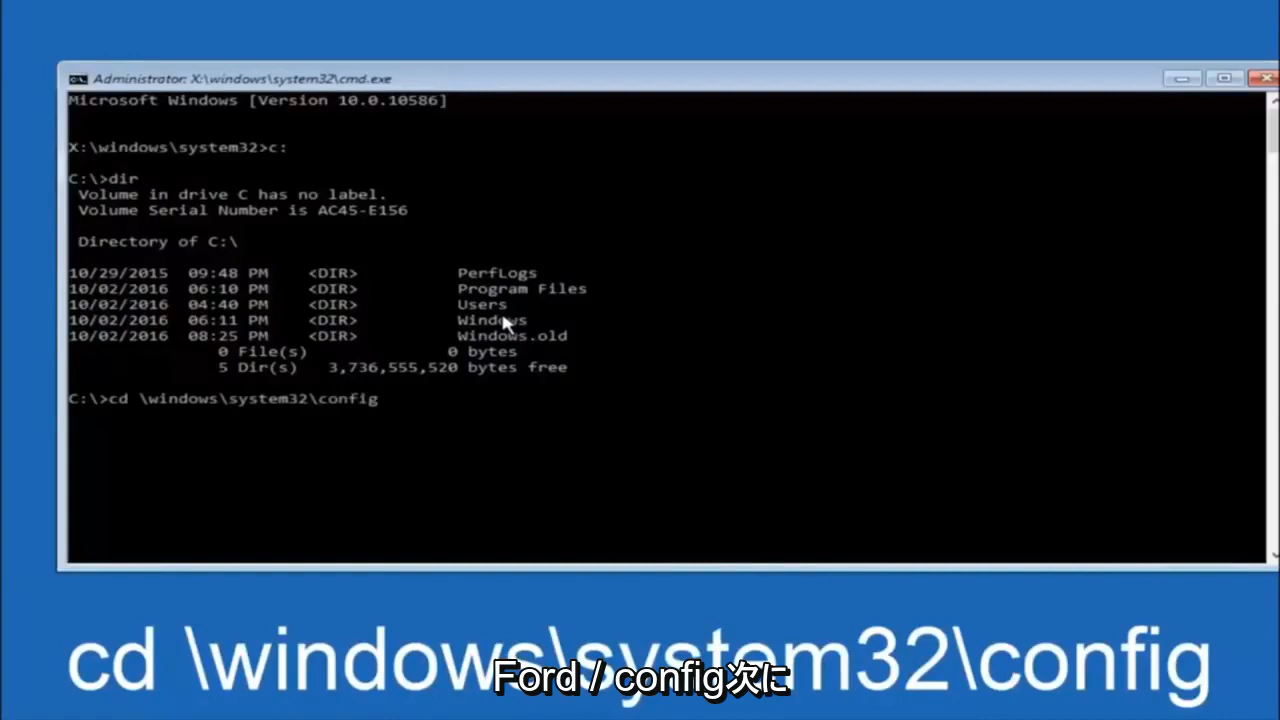 Administrator: X:\windows\system32\cmd.exe
Microsoft Windows [Version 10.0.10586]
X:\windows\system32>c:
C:\>dir
Volume in drive C has no label.
Volume Serial Number is AC45-E156
Directory of C:\
10/29/2015 09:48 PM <DIR> PerfLogs
10/02/2016 06:10 PM <DIR> Program Files
10/02/2016 04:40 PM <DIR> Users
10/02/2016 06:11 PM <DIR> Windows
10/02/2016 08:25 PM <DIR> Windows.old
0 File(s) 0 bytes
5 Dir(s) 3,736,555,520 bytes free
C:\>cd \windows\system32\config
cd \windows\system32\config
Ford / config次に